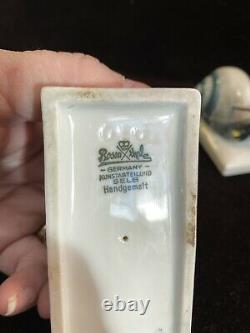 Rosenthal
GERMANY
KUNSTABTEILUNG
SELB
Handgemalt